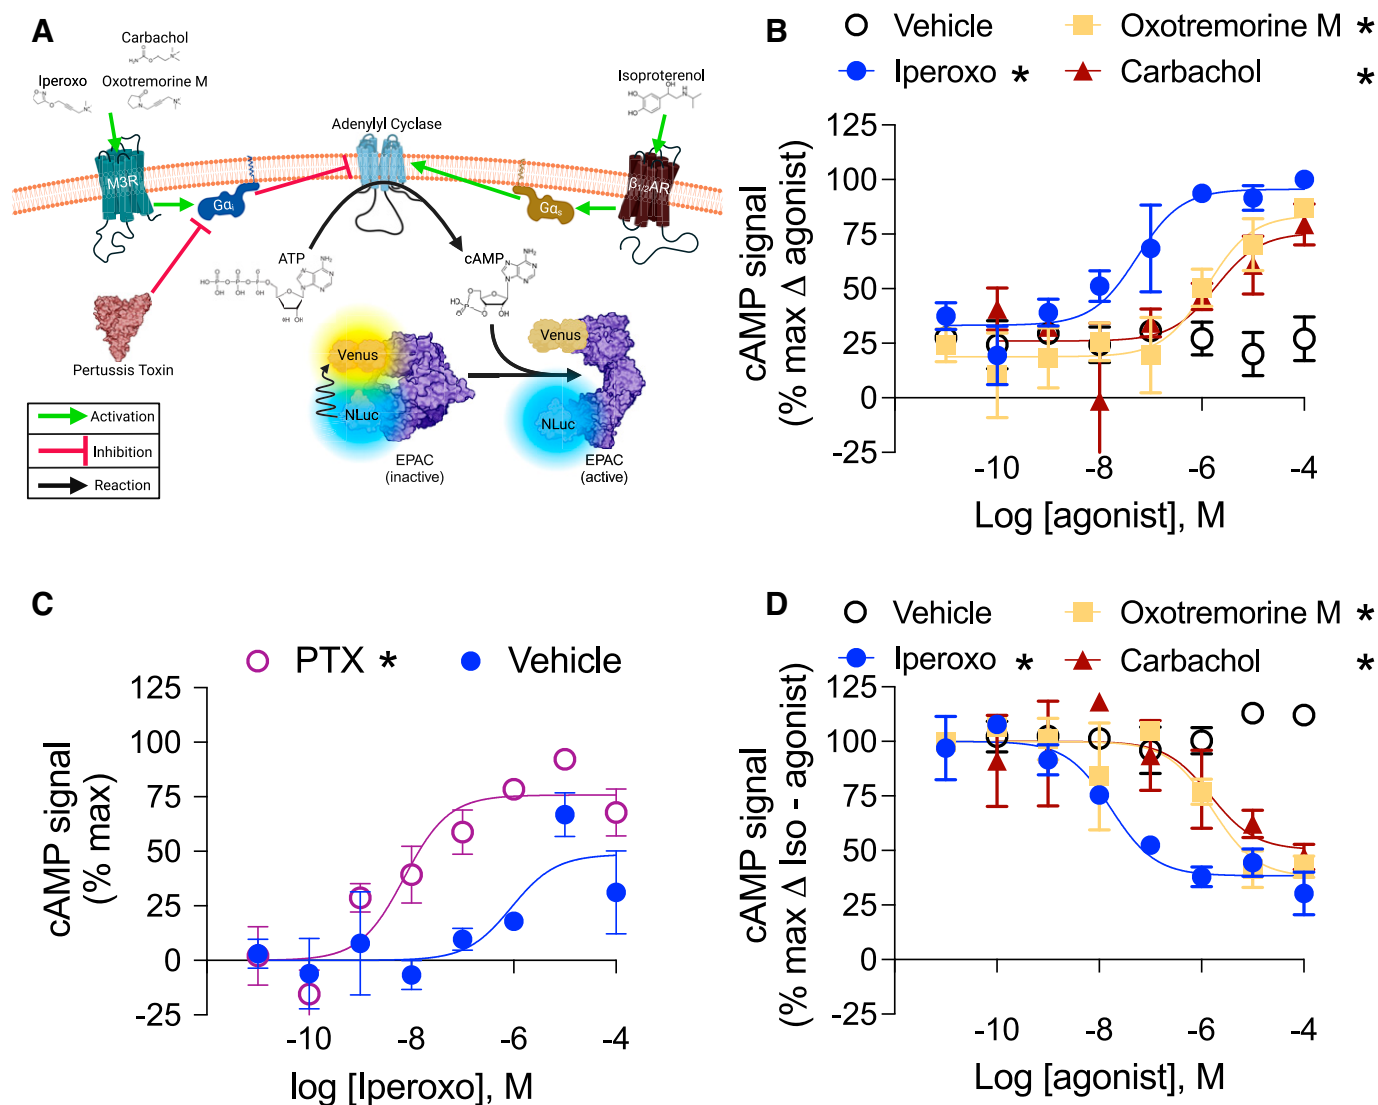 A
Carbachol
Iperoxo
Oxotremorine M
Isoproterenol
Adenylyl Cyclase
M3R
Gαi
Gαs
β1/2AR
ATP
cAMP
Pertussis Toxin
Venus
NLuc
EPAC
(inactive)
Venus
NLuc
EPAC
(active)
Activation
Inhibition
Reaction
B
Vehicle
Oxotremorine M *
Iperoxo *
Carbachol *
cAMP signal
(% max Δ agonist)
125
100
75
50
25
0
-25
-10 -8 -6 -4
Log [agonist], M
C
PTX * Vehicle
cAMP signal
(% max)
125
100
75
50
25
0
-25
-10 -8 -6 -4
log [Iperoxo], M
D
Vehicle
Oxotremorine M *
Iperoxo *
Carbachol *
cAMP signal
(% max Δ Iso - agonist)
125
100
75
50
25
0
-25
-10 -8 -6 -4
Log [agonist], M